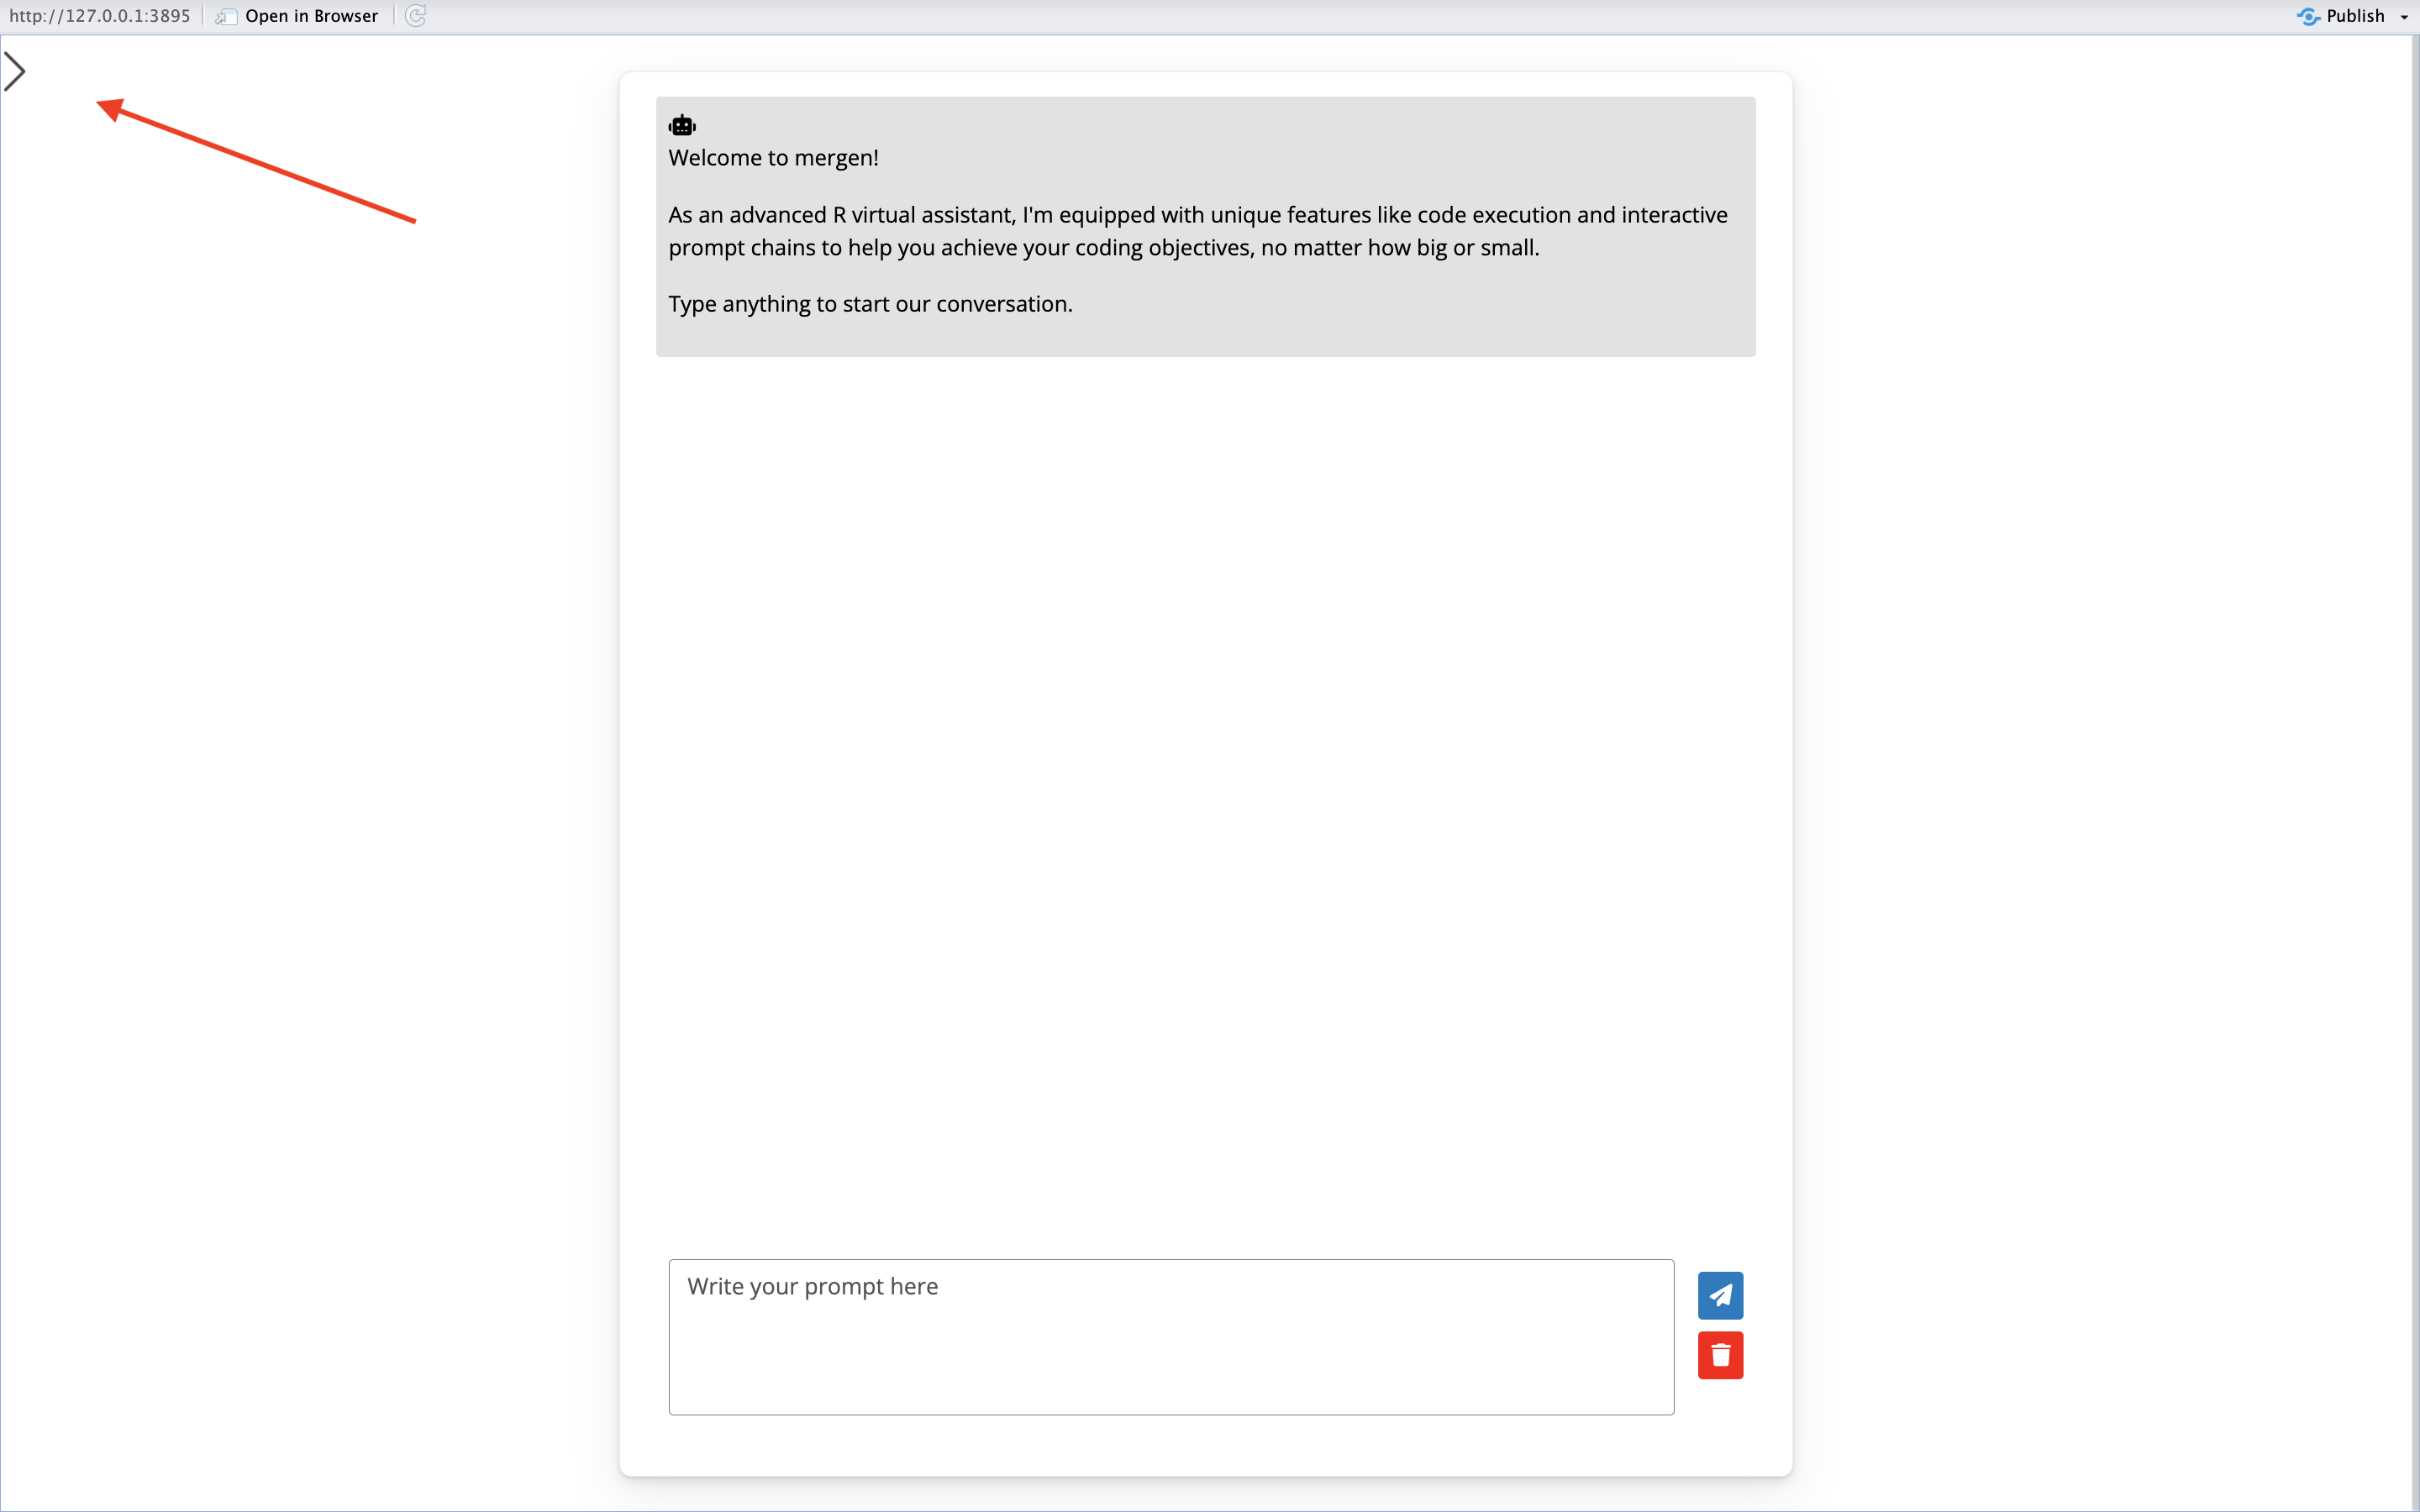 http://127.0.0.1:3895 Open in Browser Publish
Welcome to mergen!
As an advanced R virtual assistant, I'm equipped with unique features like code execution and interactive
prompt chains to help you achieve your coding objectives, no matter how big or small.
Type anything to start our conversation.
Write your prompt here